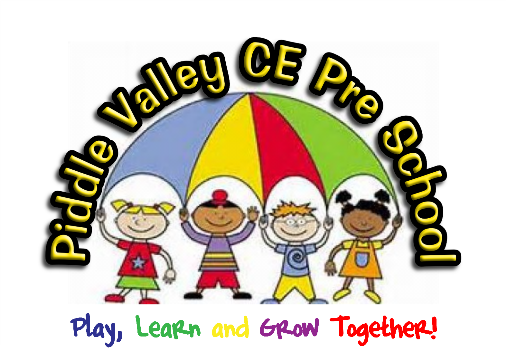 Piddle Valley CE Pre School
Play, Learn and Grow Together!